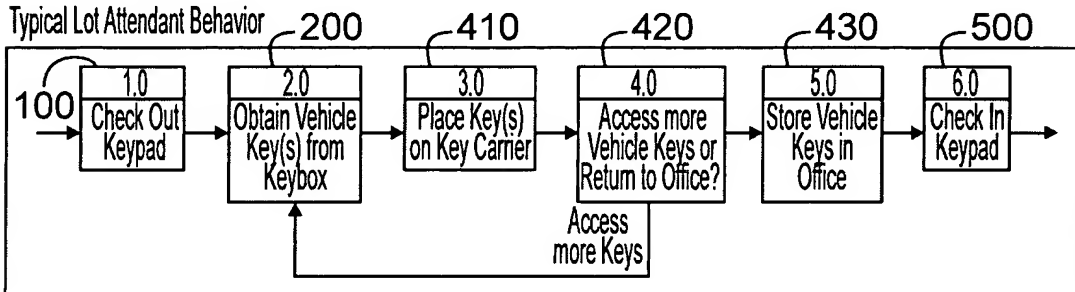 Typical Lot Attendant Behavior
200
410
420
430
500
100
1.0
Check Out
Keypad
2.0
Obtain Vehicle
Key(s) from
Keybox
3.0
Place Key(s)
on Key Carrier
4.0
Access more
Vehicle Keys or
Return to Office?
5.0
Store Vehicle
Keys in
Office
6.0
Check In
Keypad
Access
more Keys